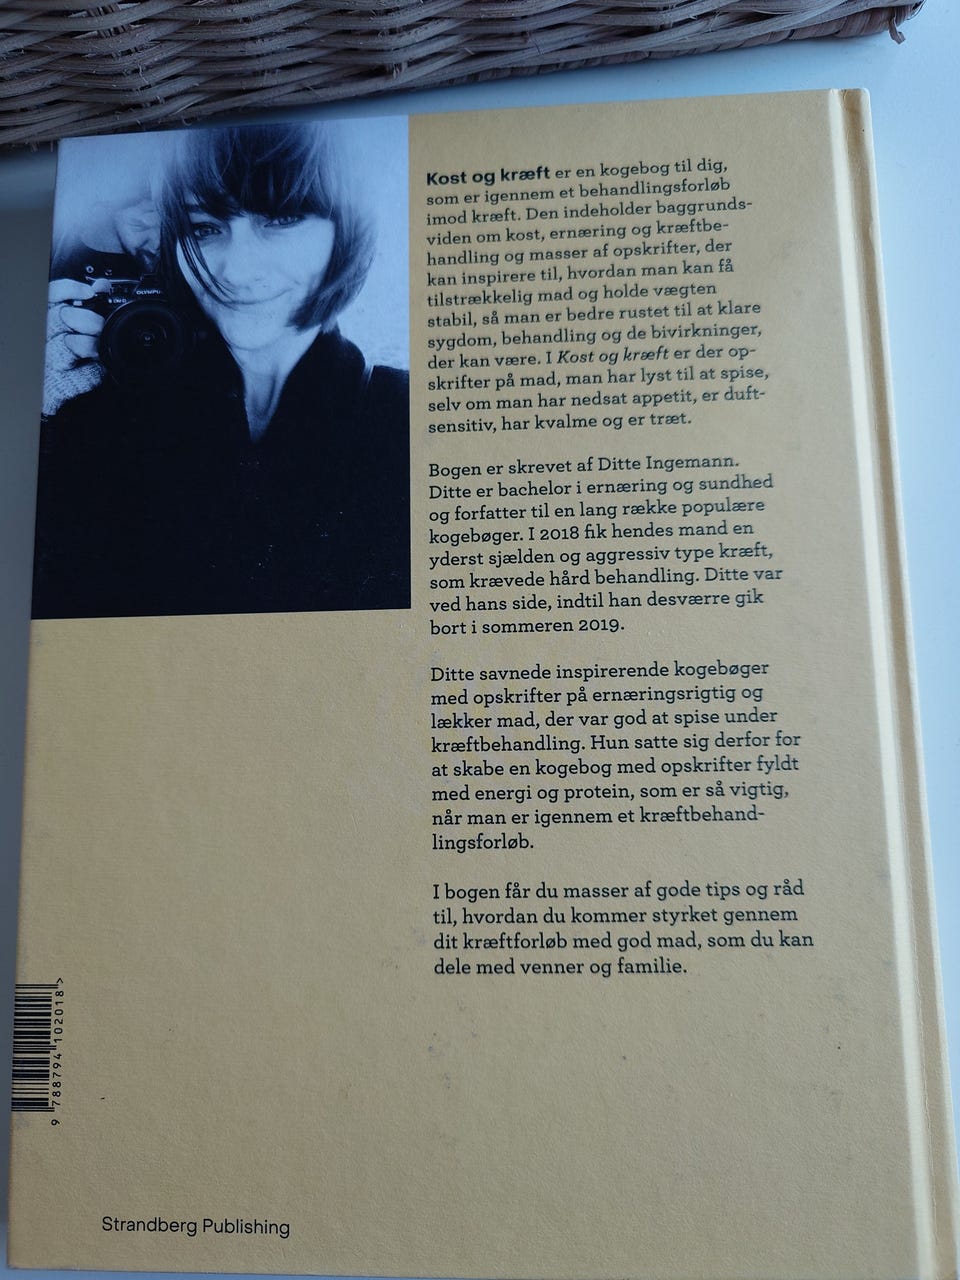 OLYMPUS
Kost og kræft er en kogebog til dig,
som er igennem et behandlingsforløb
imod kræft. Den indeholder baggrunds-
viden om kost, ernæring og kræftbe-
handling og masser af opskrifter, der
kan inspirere til, hvordan man kan få
tilstrækkelig mad og holde vægten
stabil, så man er bedre rustet til at klare
sygdom, behandling og de bivirkninger,
der kan være. I Kost og kræft er der op-
skrifter på mad, man har lyst til at spise,
selv om man har nedsat appetit, er duft-
sensitiv, har kvalme og er træt.
Bogen er skrevet af Ditte Ingemann.
Ditte er bachelor i ernæring og sundhed
og forfatter til en lang række populære
kogebøger. I 2018 fik hendes mand en
yderst sjælden og aggressiv type kræft,
som krævede hård behandling. Ditte var
ved hans side, indtil han desværre gik
bort i sommeren 2019.
Ditte savnede inspirerende kogebøger
med opskrifter på ernæringsrigtig og
lækker mad, der var god at spise under
kræftbehandling. Hun satte sig derfor for
at skabe en kogebog med opskrifter fyldt
med energi og protein, som er så vigtig,
når man er igennem et kræftbehand-
lingsforløb.
I bogen får du masser af gode tips og råd
til, hvordan du kommer styrket gennem
dit kræftforløb med god mad, som du kan
dele med venner og familie.
9 788794 102018 >
Strandberg Publishing